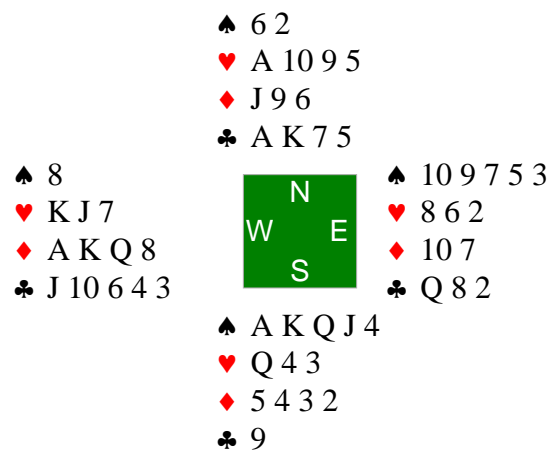 ♠ 6 2
♥ A 10 9 5
♦ J 9 6
♣ A K 7 5
♠ 8
♥ K J 7
♦ A K Q 8
♣ J 10 6 4 3
N
W E
S
♠ 10 9 7 5 3
♥ 8 6 2
♦ 10 7
♣ Q 8 2
♠ A K Q J 4
♥ Q 4 3
♦ 5 4 3 2
♣ 9